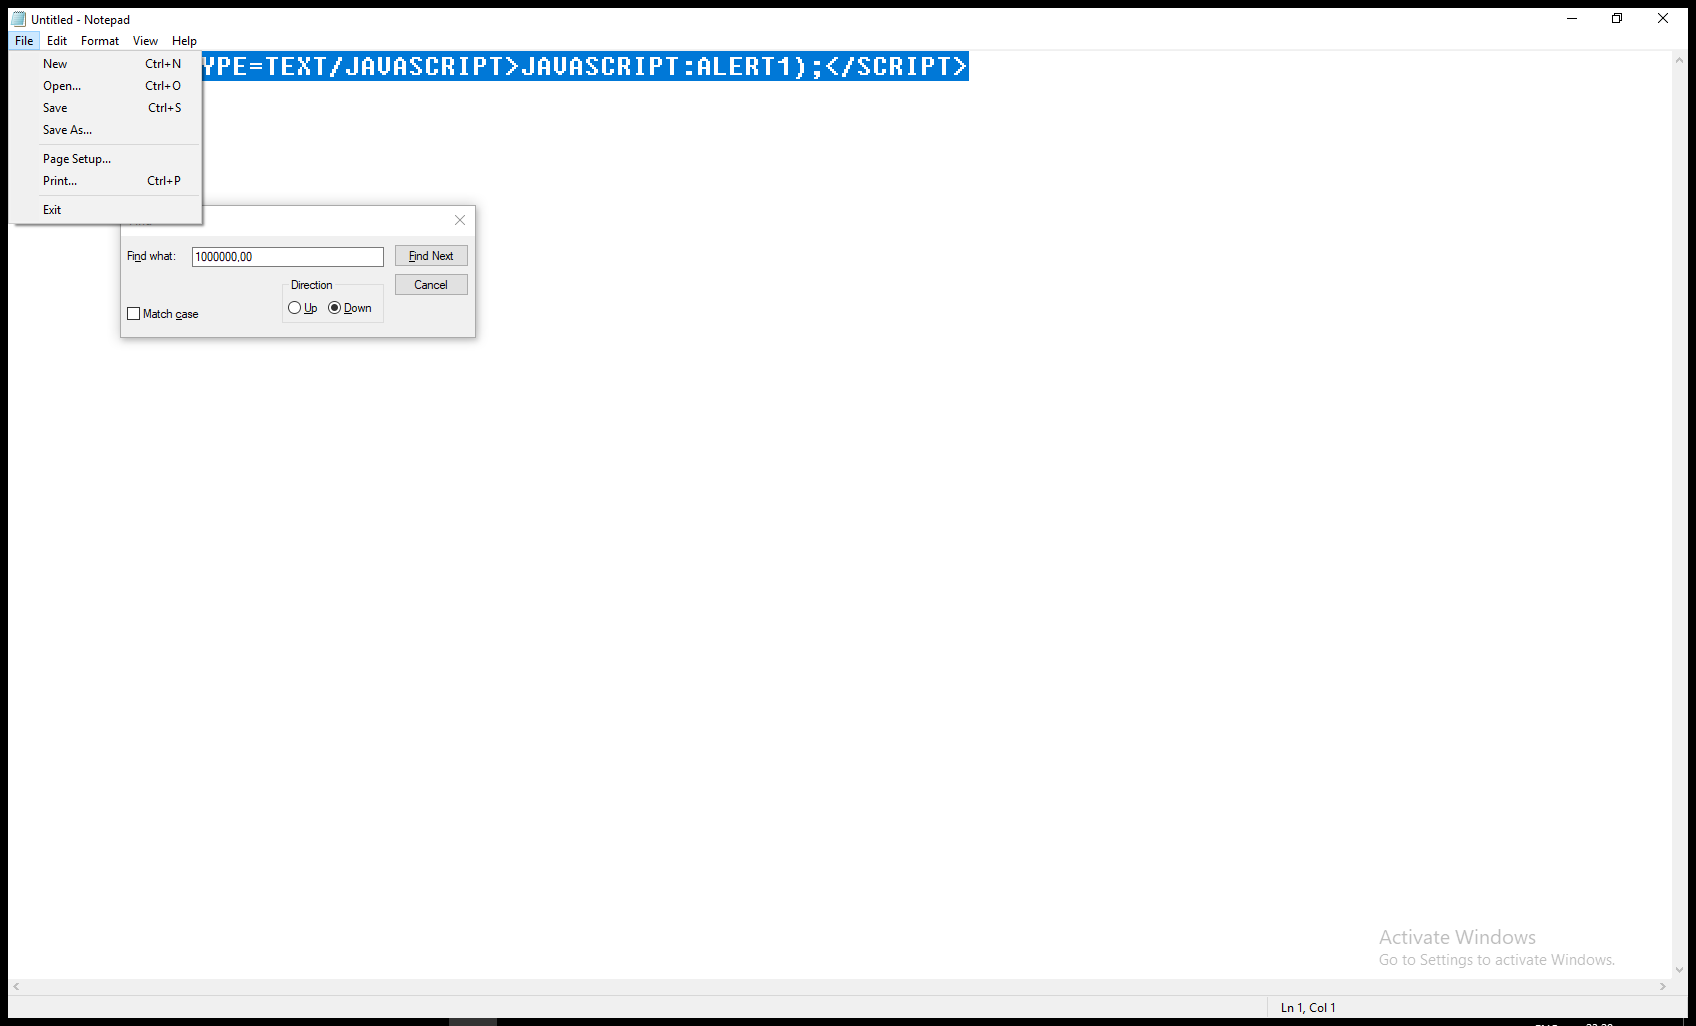 Untitled - Notepad
File Edit Format View Help
YPE=TEXT/JAVASCRIPT>JAVASCRIPT:ALERT1);</SCRIPT>
New Ctrl+N
Open... Ctrl+O
Save Ctrl+S
Save As...
Page Setup...
Print... Ctrl+P
Exit
Find what: 1000000,00 Find Next
Direction Cancel
Up Down
Match case
Activate Windows
Go to Settings to activate Windows.
Ln 1, Col 1